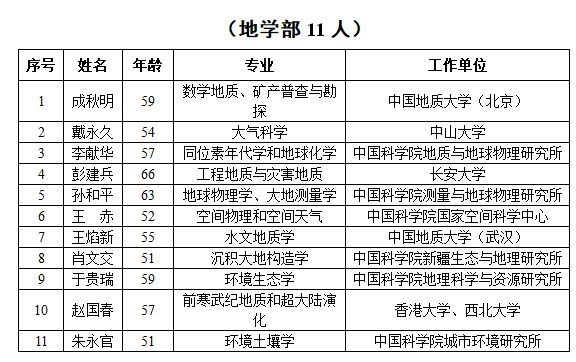 （地学部 11 人）
序号 姓名 年龄 专业 工作单位
1 成秋明 59 数学地质、矿产普查与勘
探 中国地质大学（北京）
2 戴永久 54 大气科学 中山大学
3 李献华 57 同位素年代学和地球化学 中国科学院地质与地球物理研究所
4 彭建兵 66 工程地质与灾害地质 长安大学
5 孙和平 63 地球物理学、大地测量学 中国科学院测量与地球物理研究所
6 王　赤 52 空间物理和空间天气 中国科学院国家空间科学中心
7 王焰新 55 水文地质学 中国地质大学（武汉）
8 肖文交 51 沉积大地构造学 中国科学院新疆生态与地理研究所
9 于贵瑞 59 环境生态学 中国科学院地理科学与资源研究所
10 赵国春 57 前寒武纪地质和超大陆演
化 香港大学、西北大学
11 朱永官 51 环境土壤学 中国科学院城市环境研究所